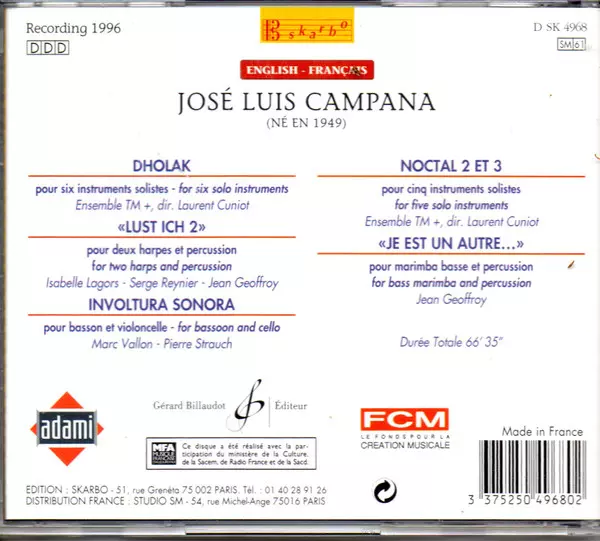 Recording 1996
DDD
skarbo
D SK 4968
SM 61
ENGLISH - FRANÇAIS
JOSÉ LUIS CAMPANA
(NÉ EN 1949)
DHOLAK
pour six instruments solistes - for six solo instruments
Ensemble TM +, dir. Laurent Cuniot
«LUST ICH 2»
pour deux harpes et percussion
for two harps and percussion
Isabelle Lagors - Serge Reynier - Jean Geoffroy
INVOLTURA SONORA
pour basson et violoncelle - for bassoon and cello
Marc Vallon - Pierre Strauch
NOCTAL 2 ET 3
pour cinq instruments solistes
for five solo instruments
Ensemble TM +, dir. Laurent Cuniot
«JE EST UN AUTRE...»
pour marimba basse et percussion
for bass marimba and percussion
Jean Geoffroy
Durée Totale 66' 35"
adami
Gérard Billaudot Éditeur
MFA
MUSIQUE
FRANÇAISE
Ce disque a été réalisé avec la par-
ticipation du ministère de la Culture,
de la Sacem, de Radio France et de la Sacd.
FCM
LE FONDS POUR LA
CREATION MUSICALE
Made in France
3 375250 496802
EDITION : SKARBO - 51, rue Grenéta 75 002 PARIS. Tél. : 01 40 28 91 26
DISTRIBUTION FRANCE : STUDIO SM - 54, rue Michel-Ange 75016 PARIS